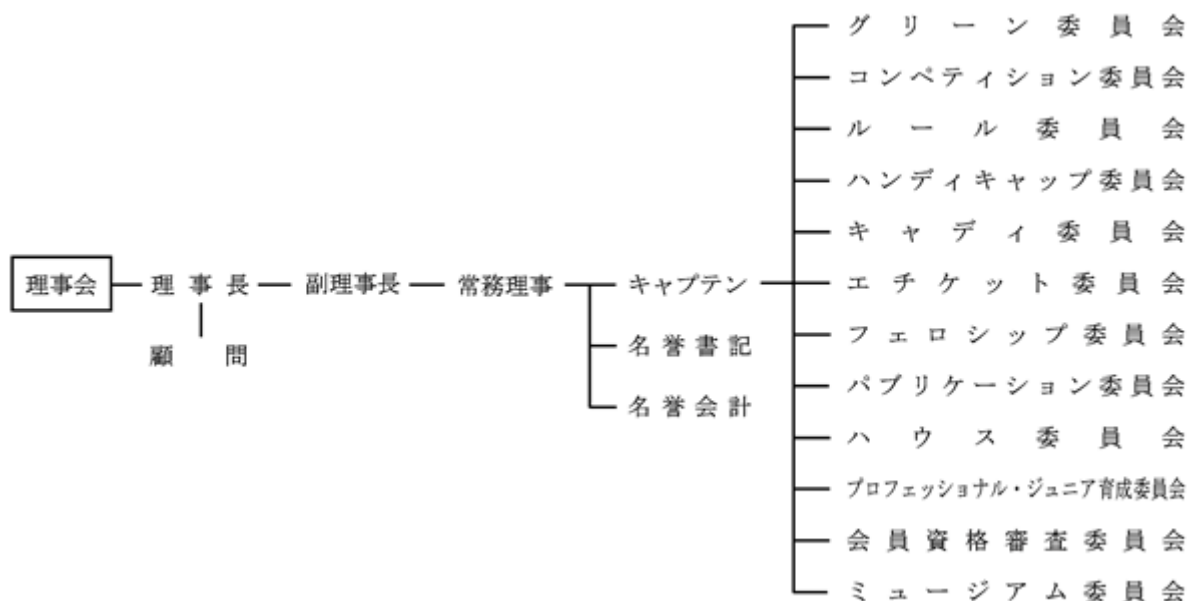 グリーン委員会
コンペティション委員会
ルール委員会
ハンディキャップ委員会
キャディ委員会
理事会
理事長
副理事長
常務理事
キャプテン
エチケット委員会
顧問
名誉書記
名誉会計
フェロシップ委員会
パブリケーション委員会
ハウス委員会
プロフェッショナル・ジュニア育成委員会
会員資格審査委員会
ミュージアム委員会